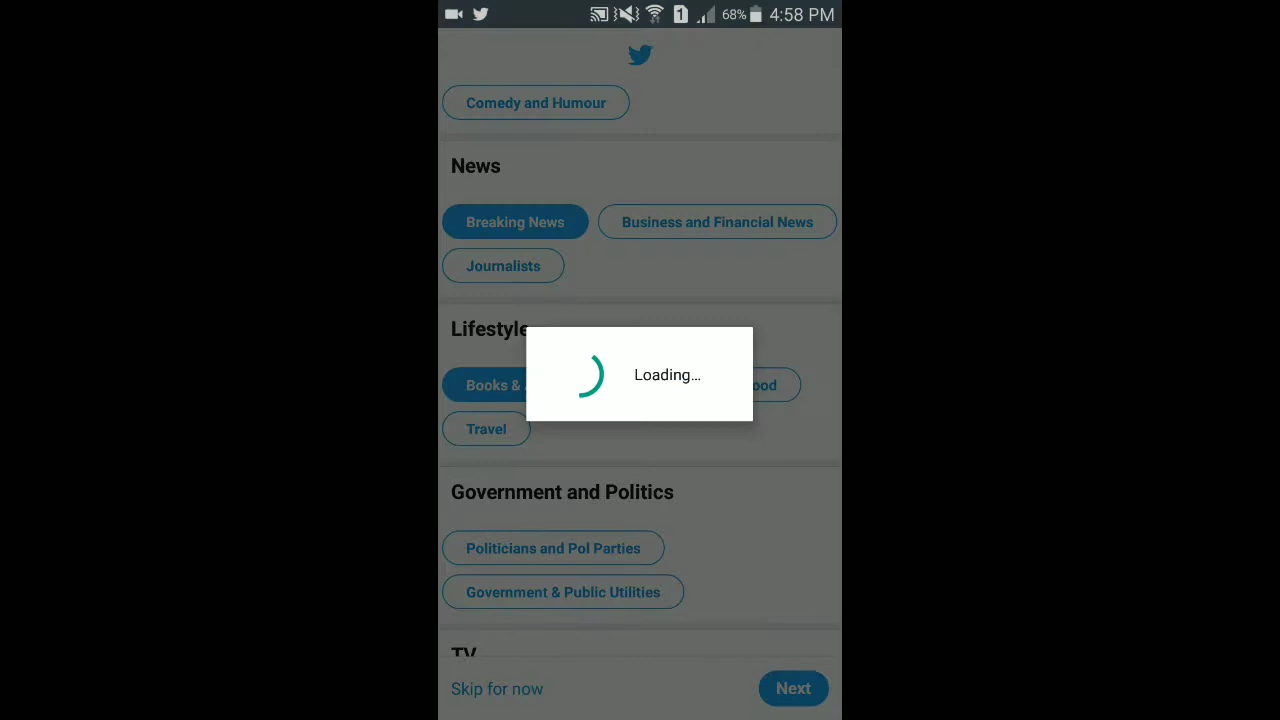 1 68% 4:58 PM
Comedy and Humour
News
Breaking News Business and Financial News
Journalists
Lifestyle
Books &
Loading...
Travel
Government and Politics
Politicians and Pol Parties
Government & Public Utilities
TV
Skip for now Next